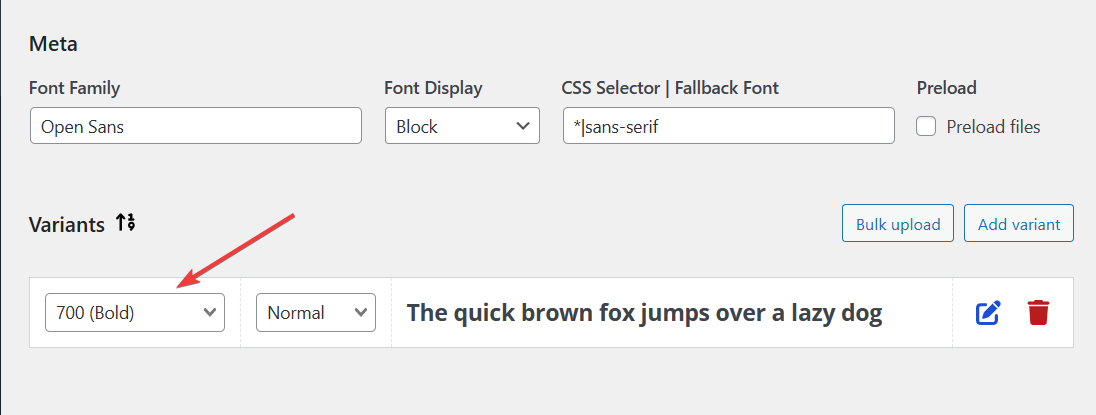 Meta
Font Family Font Display CSS Selector | Fallback Font Preload
Open Sans Block *|sans-serif Preload files
Variants Bulk upload Add variant
700 (Bold) Normal The quick brown fox jumps over a lazy dog